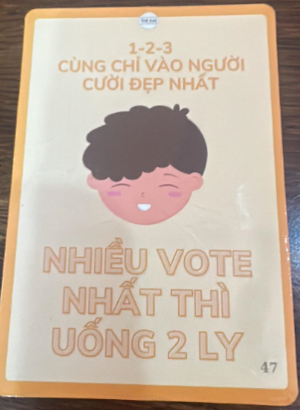 1-2-3
CÙNG CHỈ VÀO NGƯỜI
CƯỜI ĐẸP NHẤT
NHIỀU VOTE
NHẤT THÌ
UỐNG 2 LY
47